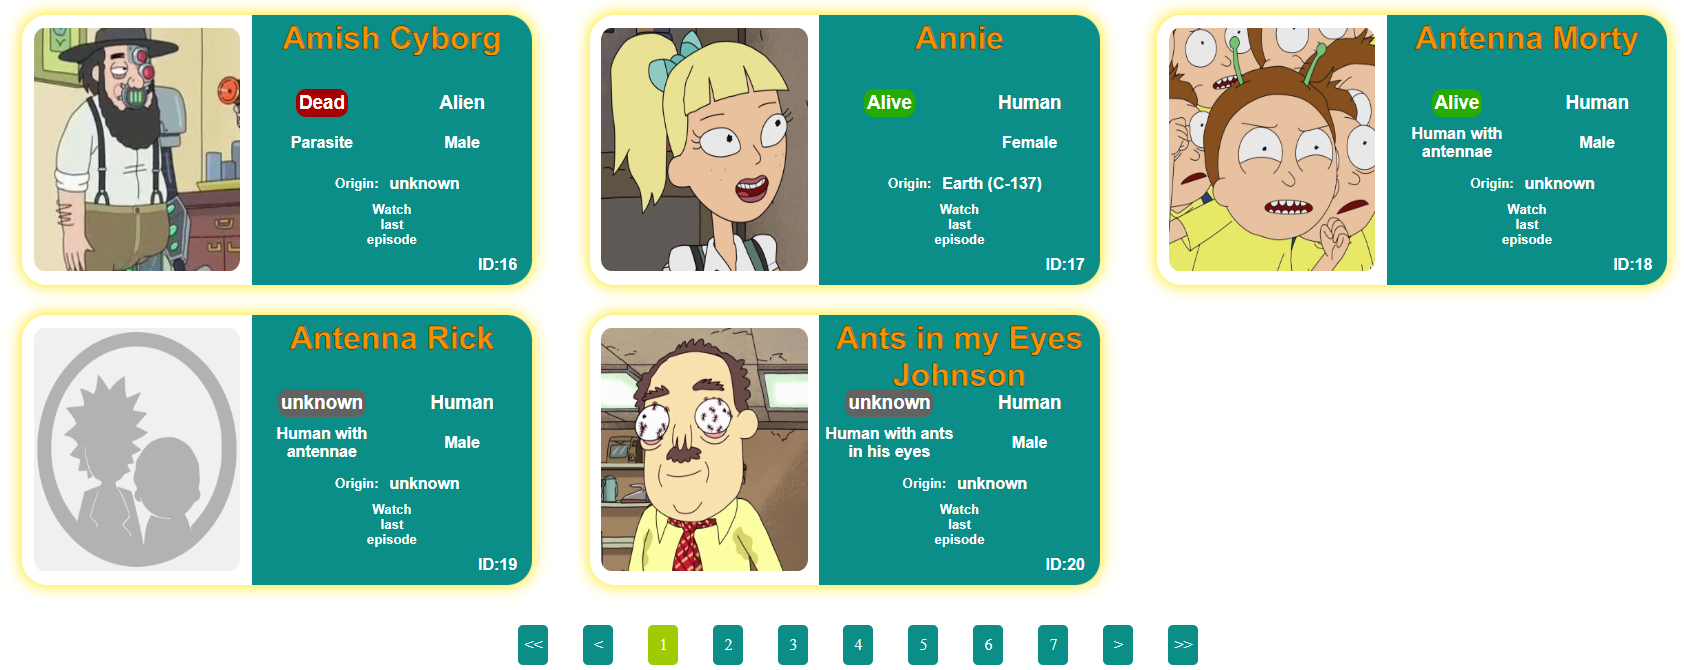 Amish Cyborg
Dead Alien
Parasite Male
Origin: unknown
Watch
last
episode
ID:16
Annie
Alive Human
Female
Origin: Earth (C-137)
Watch
last
episode
ID:17
Antenna Morty
Alive Human
Human with
antennae
Male
Origin: unknown
Watch
last
episode
ID:18
Antenna Rick
unknown Human
Human with
antennae
Male
Origin: unknown
Watch
last
episode
ID:19
Ants in my Eyes
Johnson
unknown Human
Human with ants
in his eyes
Male
Origin: unknown
Watch
last
episode
ID:20
<< < 1 2 3 4 5 6 7 > >>